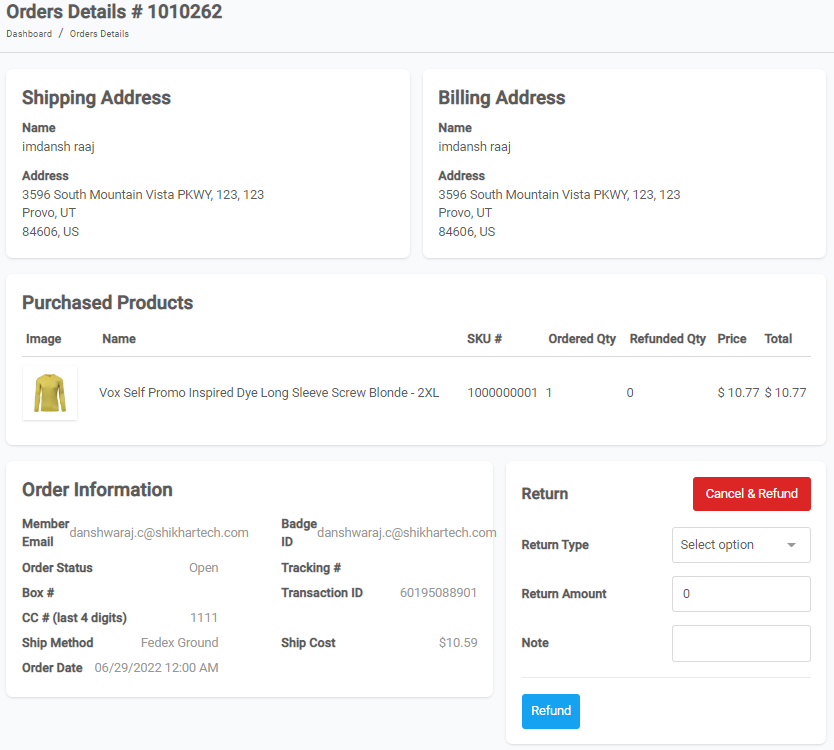 Orders Details # 1010262
Dashboard / Orders Details
Shipping Address
Name
imdansh raaj
Address
3596 South Mountain Vista PKWY, 123, 123
Provo, UT
84606, US
Billing Address
Name
imdansh raaj
Address
3596 South Mountain Vista PKWY, 123, 123
Provo, UT
84606, US
Purchased Products
Image Name SKU # Ordered Qty Refunded Qty Price Total
Vox Self Promo Inspired Dye Long Sleeve Screw Blonde - 2XL 1000000001 1 0 $ 10.77 $ 10.77
Order Information
Member Email danshwaraj.c@shikhartech.com Badge ID danshwaraj.c@shikhartech.com
Order Status Open Tracking #
Box # Transaction ID 60195088901
CC # (last 4 digits) 1111
Ship Method Fedex Ground Ship Cost $10.59
Order Date 06/29/2022 12:00 AM
Return Cancel & Refund
Return Type Select option
Return Amount 0
Note
Refund